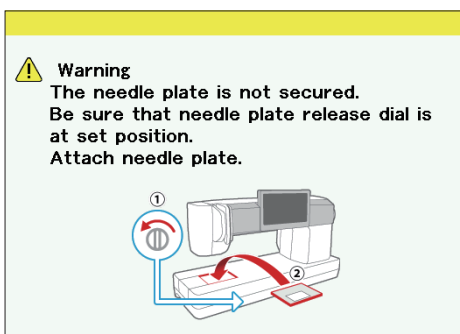 Warning
The needle plate is not secured.
Be sure that needle plate release dial is
at set position.
Attach needle plate.
①
②